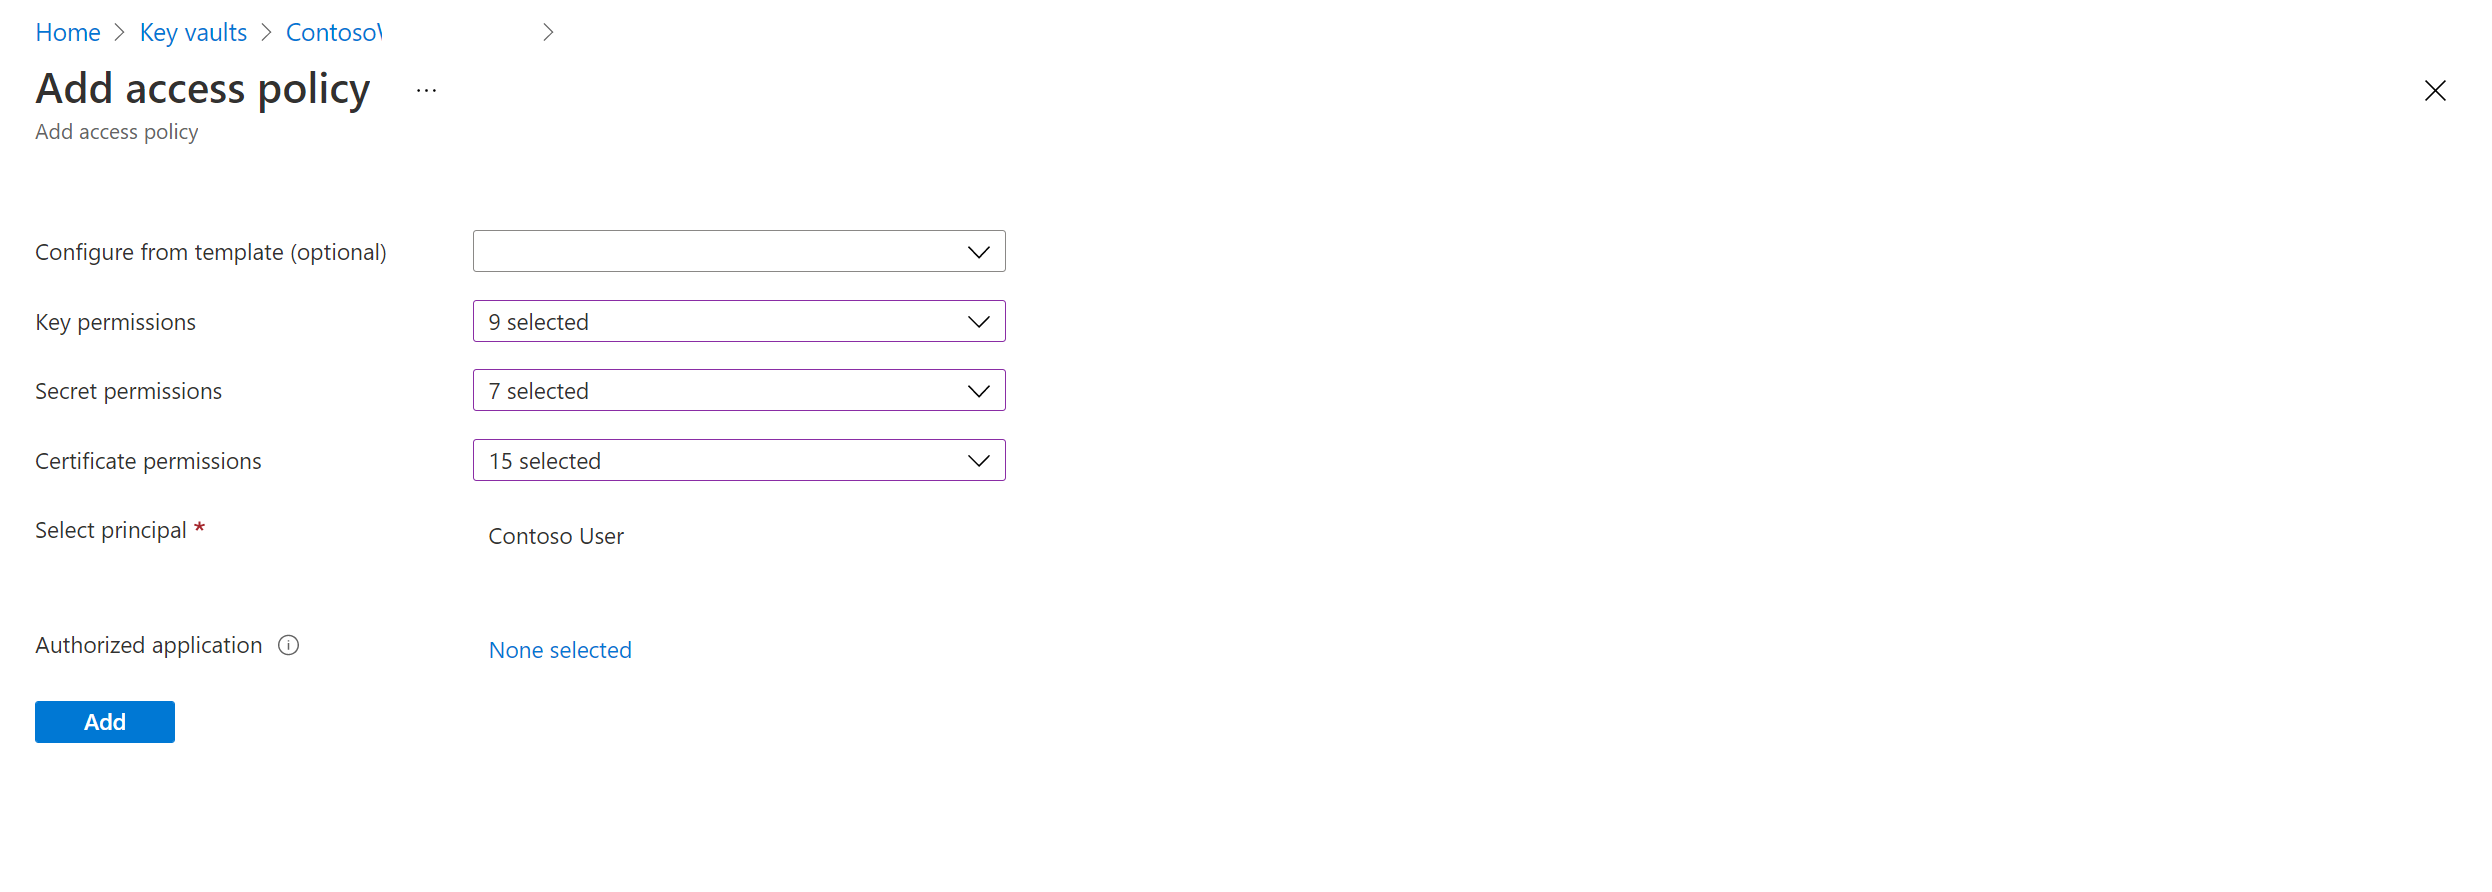 Home > Key vaults > Contoso >
Add access policy ...
Add access policy
Configure from template (optional)
Key permissions 9 selected
Secret permissions 7 selected
Certificate permissions 15 selected
Select principal * Contoso User
Authorized application None selected
Add